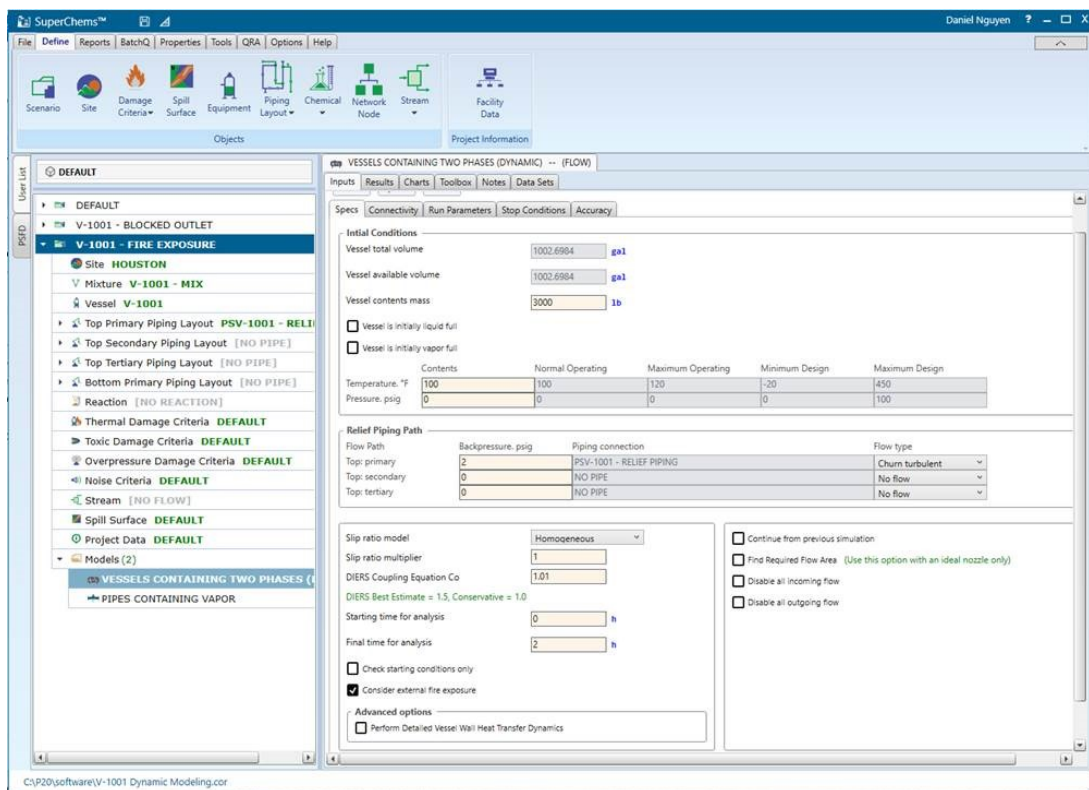 SuperChems™
Daniel Nguyen ? – □ X
File Define Reports BatchQ Properties Tools QRA Options Help
Scenario Site Damage Criteria Spill Surface Equipment Piping Layout Chemical Network Node Stream Facility Data
Objects Project Information
User List
PSFD
DEFAULT
DEFAULT
V-1001 - BLOCKED OUTLET
V-1001 - FIRE EXPOSURE
Site HOUSTON
Mixture V-1001 - MIX
Vessel V-1001
Top Primary Piping Layout PSV-1001 - RELI
Top Secondary Piping Layout [NO PIPE]
Top Tertiary Piping Layout [NO PIPE]
Bottom Primary Piping Layout [NO PIPE]
Reaction [NO REACTION]
Thermal Damage Criteria DEFAULT
Toxic Damage Criteria DEFAULT
Overpressure Damage Criteria DEFAULT
Noise Criteria DEFAULT
Stream [NO FLOW]
Spill Surface DEFAULT
Project Data DEFAULT
Models (2)
VESSELS CONTAINING TWO PHASES (
PIPES CONTAINING VAPOR
VESSELS CONTAINING TWO PHASES (DYNAMIC) -- (FLOW)
Inputs Results Charts Toolbox Notes Data Sets
Specs Connectivity Run Parameters Stop Conditions Accuracy
Intial Conditions
Vessel total volume 1002.6984 gal
Vessel available volume 1002.6984 gal
Vessel contents mass 3000 lb
Vessel is initially liquid full
Vessel is initially vapor full
Contents Normal Operating Maximum Operating Minimum Design Maximum Design
Temperature. °F 100 100 120 -20 450
Pressure. psig 0 0 0 0 100
Relief Piping Path
Flow Path Backpressure. psig Piping connection Flow type
Top: primary 2 PSV-1001 - RELIEF PIPING Churn turbulent
Top: secondary 0 NO PIPE No flow
Top: tertiary 0 NO PIPE No flow
Slip ratio model Homogeneous
Slip ratio multiplier 1
DIERS Coupling Equation Co 1.01
DIERS Best Estimate = 1.5, Conservative = 1.0
Starting time for analysis 0 h
Final time for analysis 2 h
Check starting conditions only
Consider external fire exposure
Advanced options
Perform Detailed Vessel Wall Heat Transfer Dynamics
Continue from previous simulation
Find Required Flow Area (Use this option with an ideal nozzle only)
Disable all incoming flow
Disable all outgoing flow
C:\P20\software\V-1001 Dynamic Modeling.cor